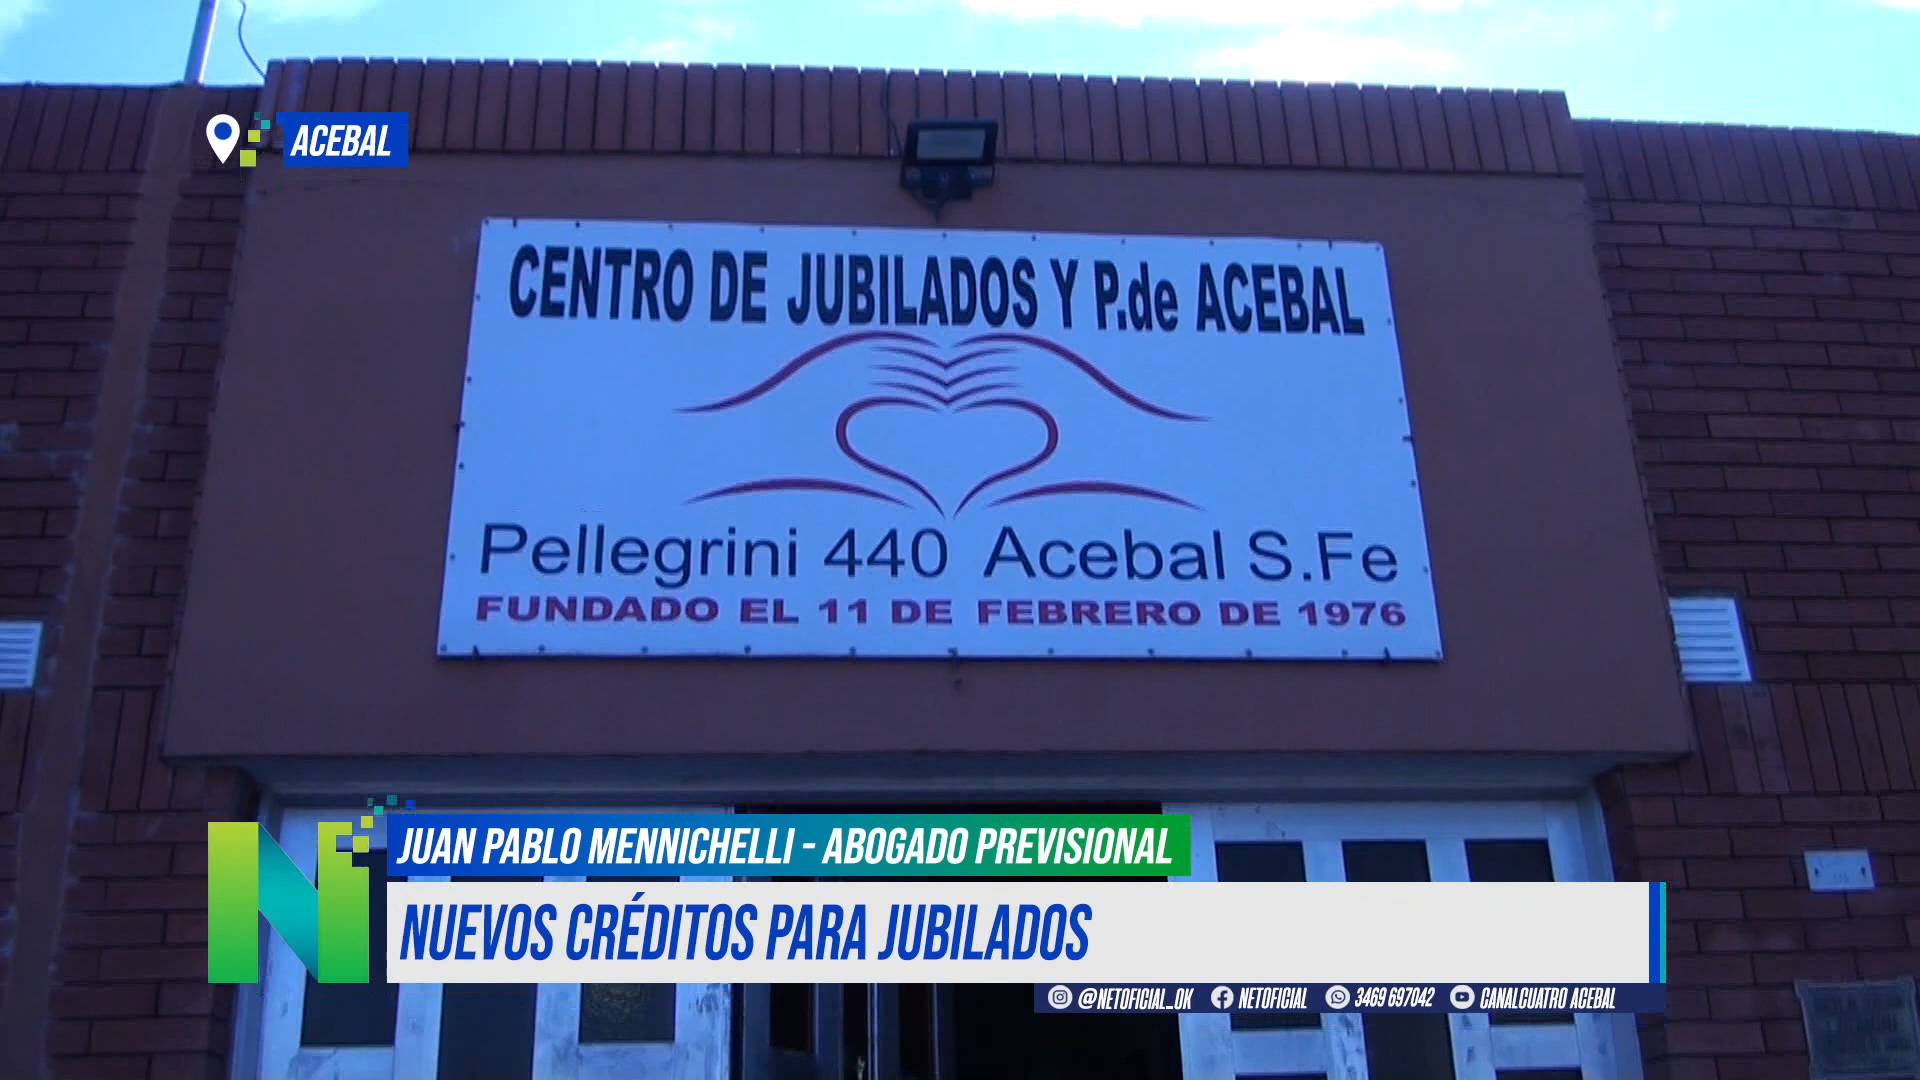 ACEBAL
CENTRO DE JUBILADOS Y P.de ACEBAL
Pellegrini 440 Acebal S.Fe
FUNDADO EL 11 DE FEBRERO DE 1976
N
JUAN PABLO MENNICHELLI - ABOGADO PREVISIONAL
NUEVOS CRÉDITOS PARA JUBILADOS
@NETOFICIAL_OK NETOFICIAL 3469 697042 CANALCUATRO ACEBAL